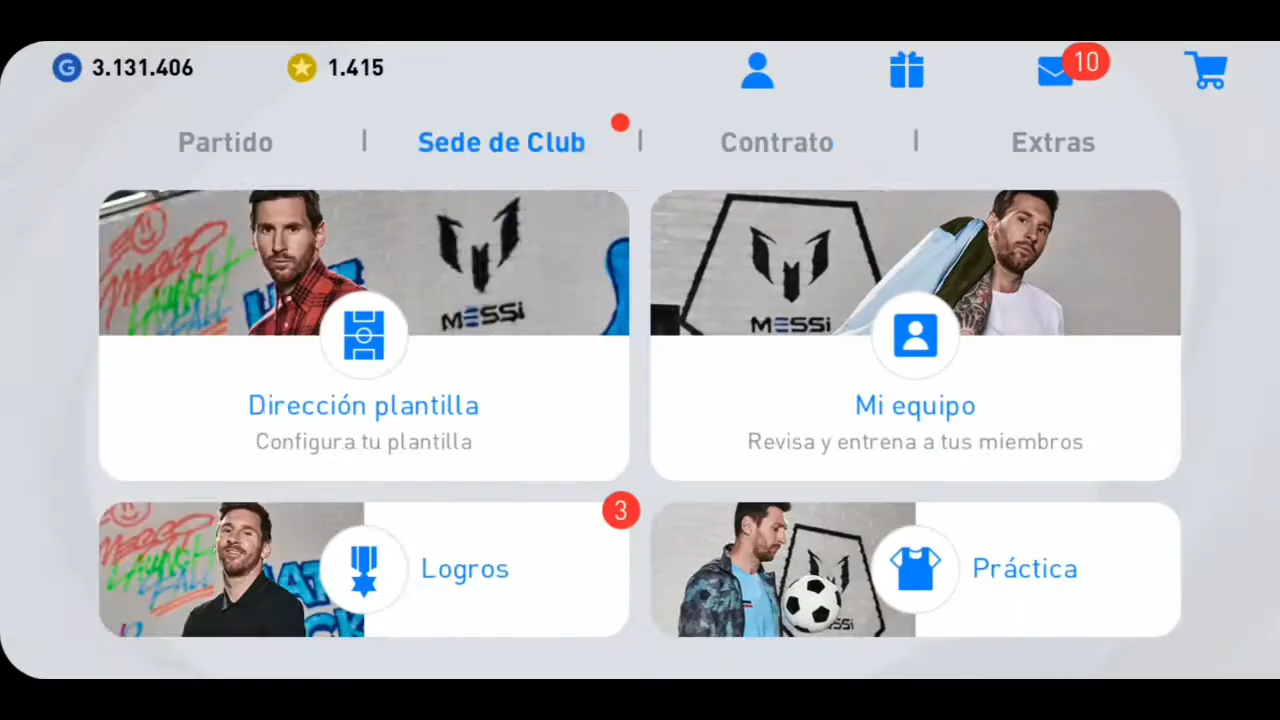 G 3.131.406 1.415 10
Partido | Sede de Club | Contrato | Extras
MESSi
MESSi
Dirección plantilla
Configura tu plantilla
Mi equipo
Revisa y entrena a tus miembros
3
Logros
Práctica